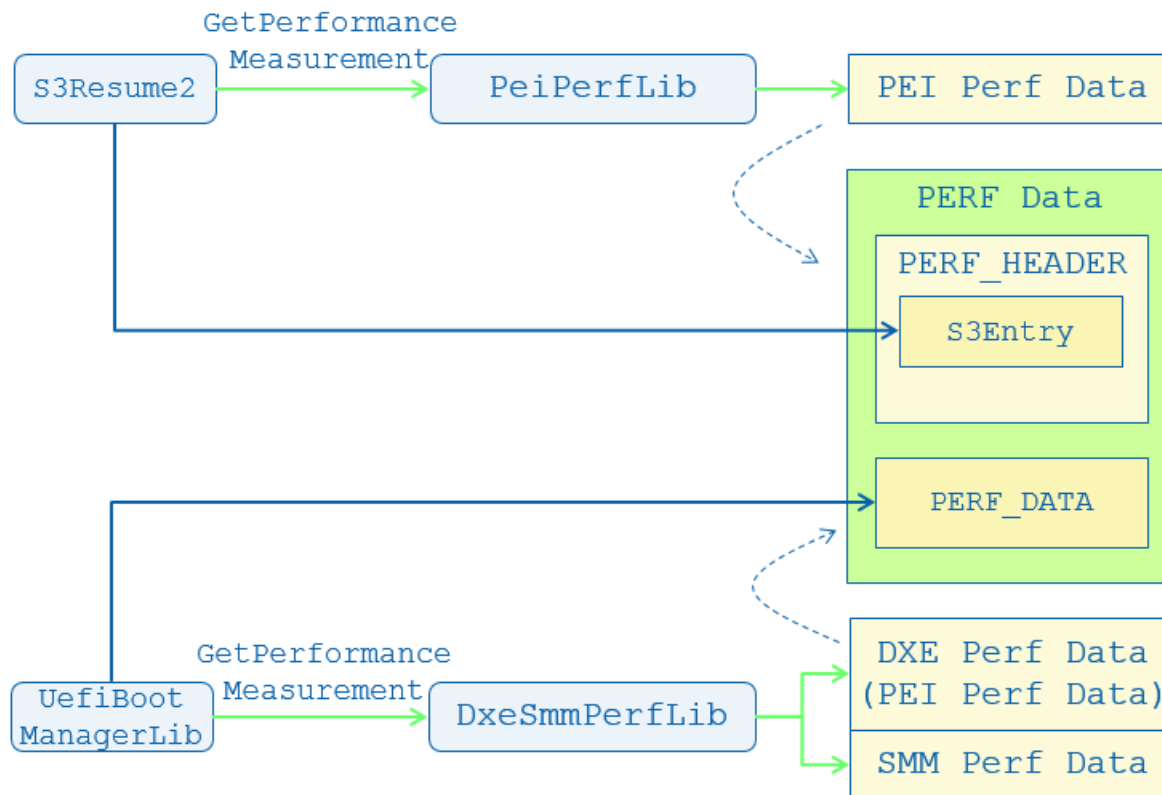 GetPerformance
Measurement
S3Resume2
PeiPerfLib
PEI Perf Data
PERF Data
PERF_HEADER
S3Entry
PERF_DATA
GetPerformance
Measurement
UefiBoot
ManagerLib
DxeSmmPerfLib
DXE Perf Data
(PEI Perf Data)
SMM Perf Data